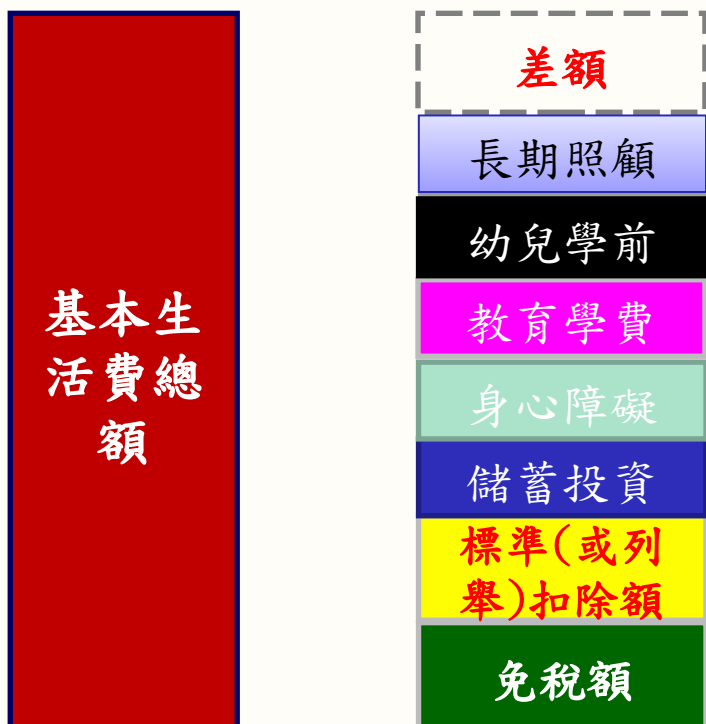 基本生
活費總
額
差額
長期照顧
幼兒學前
教育學費
身心障礙
儲蓄投資
標準(或列
舉)扣除額
免稅額